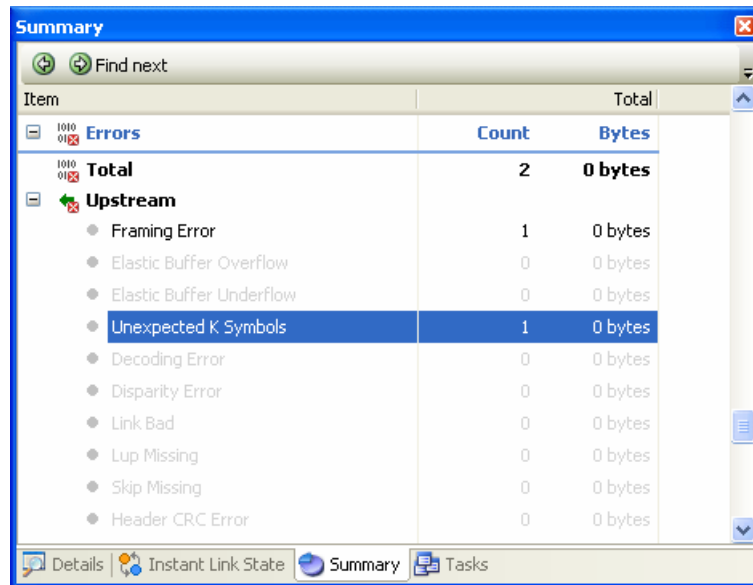 Summary
Find next
Item Total
Errors Count Bytes
Total 2 0 bytes
Upstream
Framing Error 1 0 bytes
Elastic Buffer Overflow 0 0 bytes
Elastic Buffer Underflow 0 0 bytes
Unexpected K Symbols 1 0 bytes
Decoding Error 0 0 bytes
Disparity Error 0 0 bytes
Link Bad 0 0 bytes
Lup Missing 0 0 bytes
Skip Missing 0 0 bytes
Header CRC Error 0 0 bytes
Details Instant Link State Summary Tasks